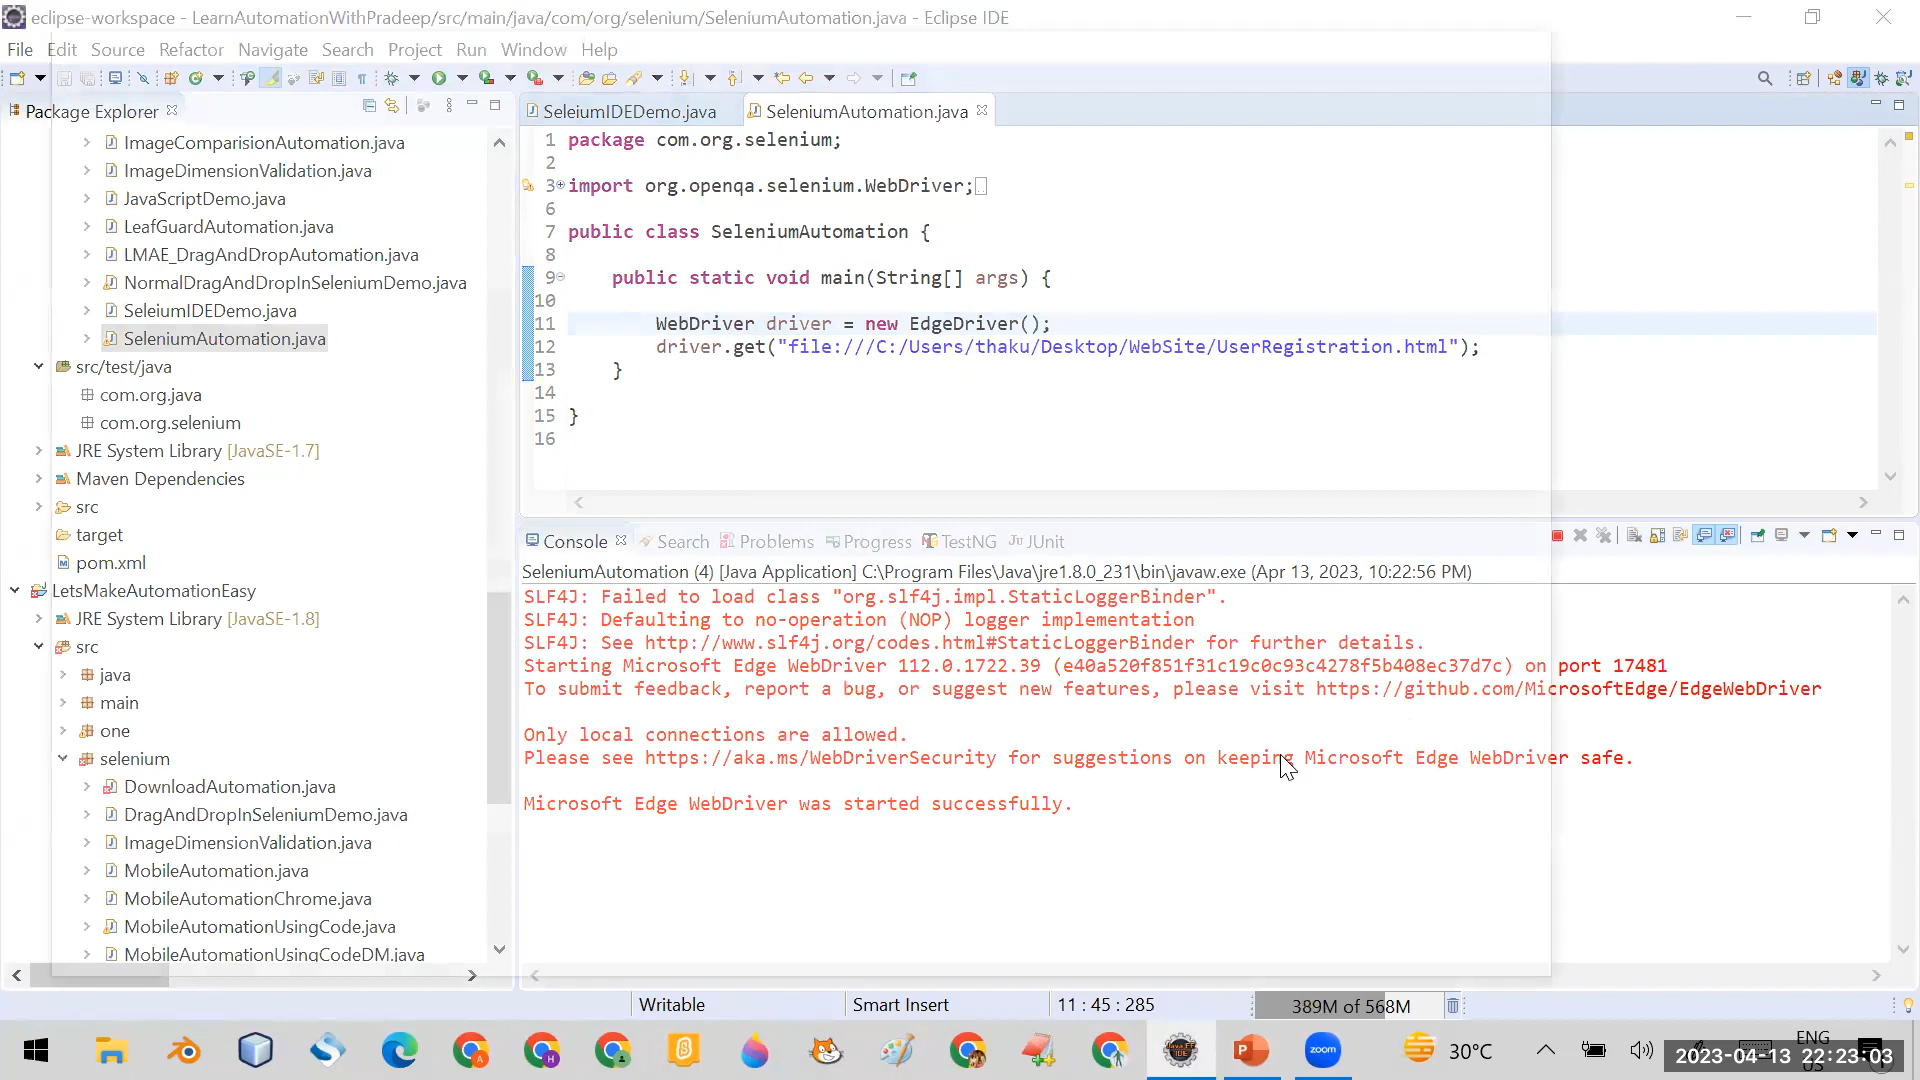 eclipse-workspace - LearnAutomationWithPradeep/src/main/java/com/org/selenium/SeleniumAutomation.java - Eclipse IDE
File Edit Source Refactor Navigate Search Project Run Window Help
Package Explorer
ImageComparisionAutomation.java
ImageDimensionValidation.java
JavaScriptDemo.java
LeafGuardAutomation.java
LMAE_DragAndDropAutomation.java
NormalDragAndDropInSeleniumDemo.java
SeleiumIDEDemo.java
SeleniumAutomation.java
src/test/java
com.org.java
com.org.selenium
JRE System Library [JavaSE-1.7]
Maven Dependencies
src
target
pom.xml
LetsMakeAutomationEasy
JRE System Library [JavaSE-1.8]
src
java
main
one
selenium
DownloadAutomation.java
DragAndDropInSeleniumDemo.java
ImageDimensionValidation.java
MobileAutomation.java
MobileAutomationChrome.java
MobileAutomationUsingCode.java
MobileAutomationUsingCodeDM.java
SeleiumIDEDemo.java SeleniumAutomation.java
1 package com.org.selenium;
2
3 import org.openqa.selenium.WebDriver;
6
7 public class SeleniumAutomation {
8
9 public static void main(String[] args) {
10
11 WebDriver driver = new EdgeDriver();
12 driver.get("file:///C:/Users/thaku/Desktop/WebSite/UserRegistration.html");
13 }
14
15 }
16
Console Search Problems Progress TestNG JUnit
SeleniumAutomation (4) [Java Application] C:\Program Files\Java\jre1.8.0_231\bin\javaw.exe (Apr 13, 2023, 10:22:56 PM)
SLF4J: Failed to load class "org.slf4j.impl.StaticLoggerBinder".
SLF4J: Defaulting to no-operation (NOP) logger implementation
SLF4J: See http://www.slf4j.org/codes.html#StaticLoggerBinder for further details.
Starting Microsoft Edge WebDriver 112.0.1722.39 (e40a520f851f31c19c0c93c4278f5b408ec37d7c) on port 17481
To submit feedback, report a bug, or suggest new features, please visit https://github.com/MicrosoftEdge/EdgeWebDriver
Only local connections are allowed.
Please see https://aka.ms/WebDriverSecurity for suggestions on keeping Microsoft Edge WebDriver safe.
Microsoft Edge WebDriver was started successfully.
Writable Smart Insert 11 : 45 : 285 389M of 568M
zoom 30°C ENG
2023-04-13 22:23:03